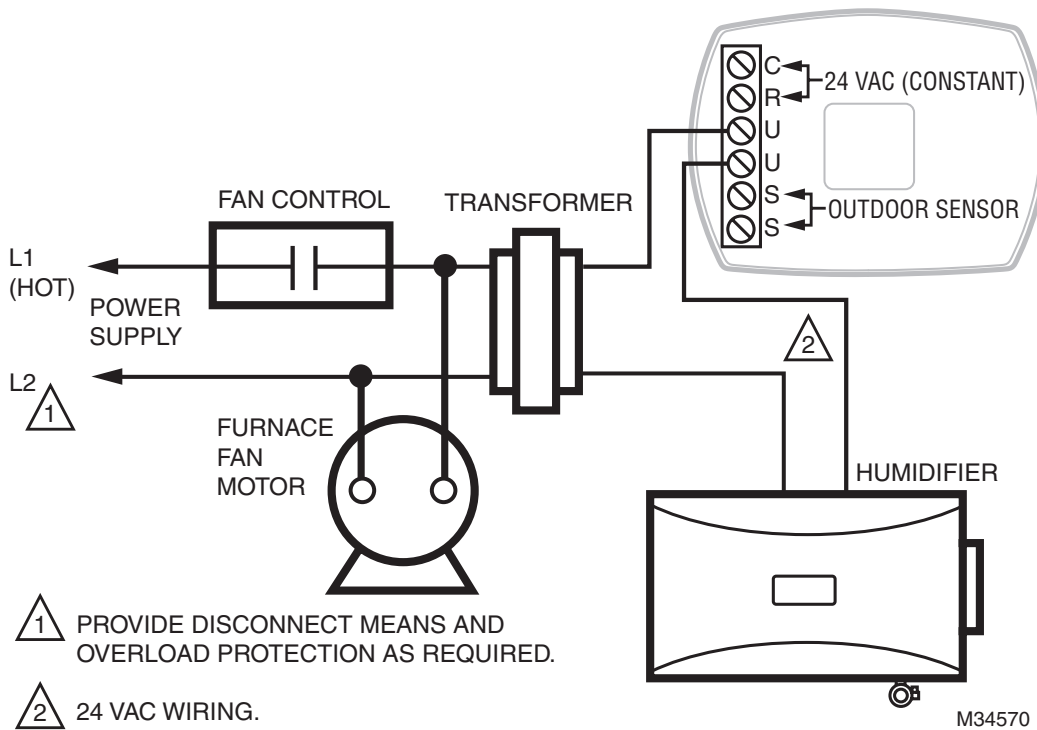 C
R
24 VAC (CONSTANT)
U
U
S
S
OUTDOOR SENSOR
FAN CONTROL
TRANSFORMER
L1
(HOT)
POWER
SUPPLY
L2
1
2
FURNACE
FAN
MOTOR
HUMIDIFIER
1 PROVIDE DISCONNECT MEANS AND
OVERLOAD PROTECTION AS REQUIRED.
2 24 VAC WIRING.
M34570